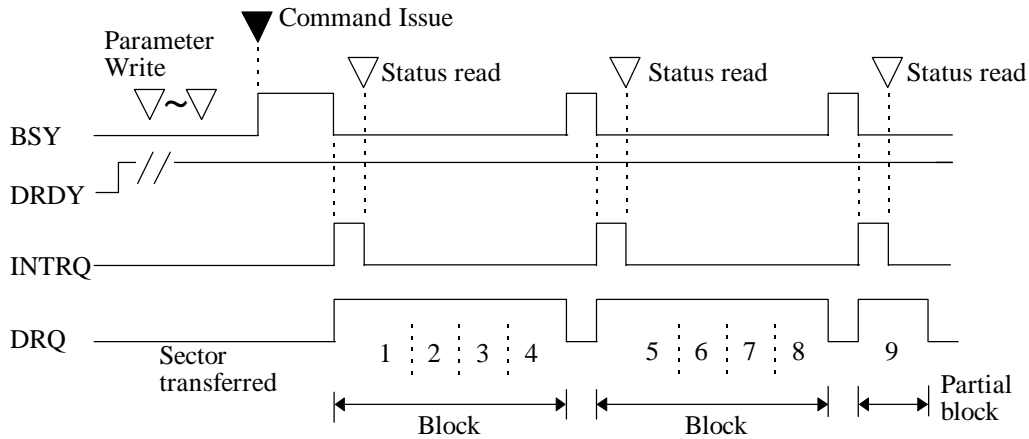 Command Issue
Parameter
Write
Status read
Status read
Status read
~
BSY
DRDY
INTRQ
DRQ
1 2 3 4 5 6 7 8 9
Sector
transferred
Block
Block
Partial
block